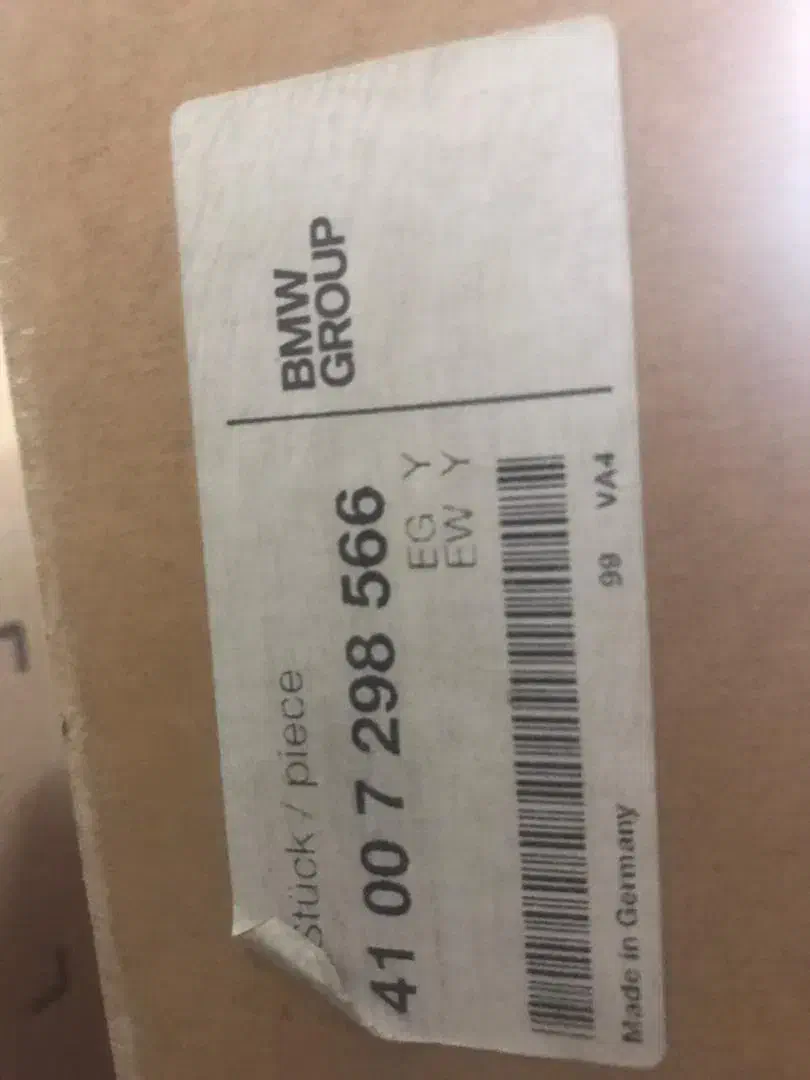 Stück / piece
41 00 7 298 566
EG Y
EW Y
Made in Germany 99 VA4
BMW
GROUP